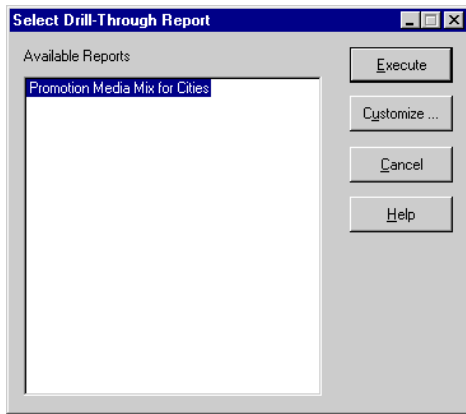 Select Drill-Through Report
Available Reports
Promotion Media Mix for Cities
Execute
Customize ...
Cancel
Help